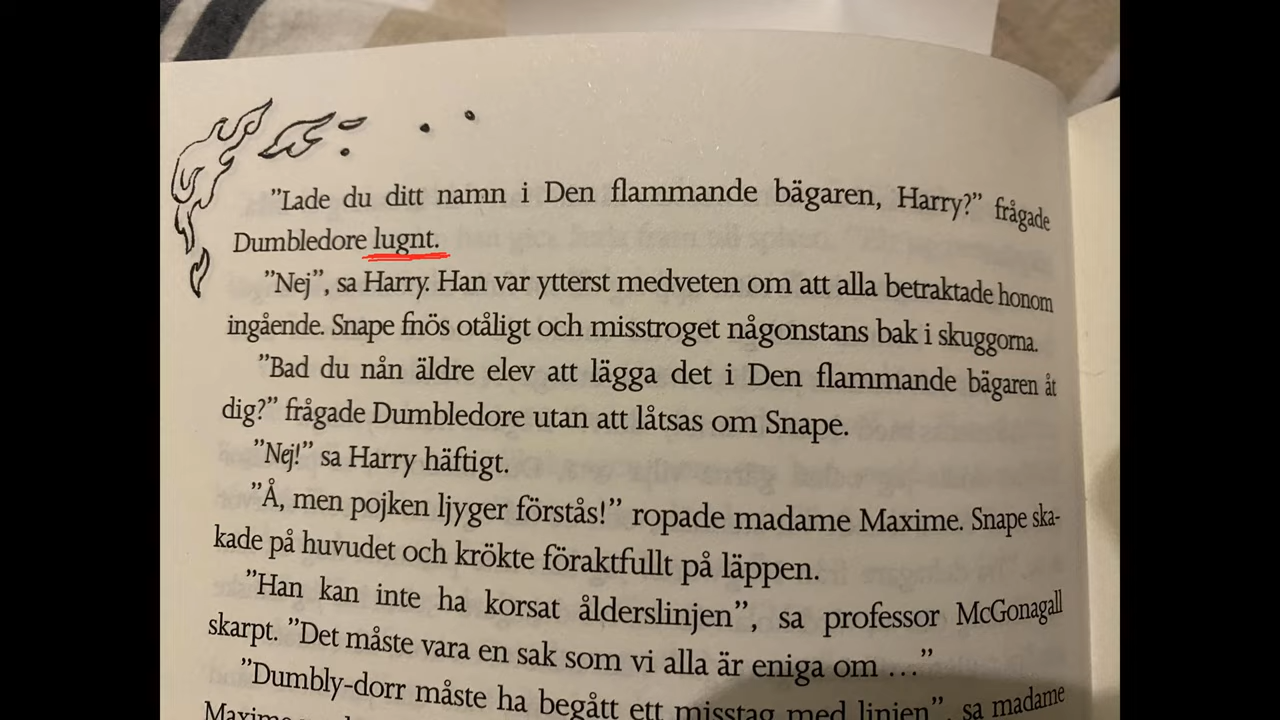 ”Lade du ditt namn i Den flammande bägaren, Harry?” frågade
Dumbledore lugnt.
”Nej”, sa Harry. Han var ytterst medveten om att alla betraktade honom
ingående. Snape fnös otåligt och misstroget någonstans bak i skuggorna.
”Bad du nån äldre elev att lägga det i Den flammande bägaren åt
dig?” frågade Dumbledore utan att låtsas om Snape.
”Nej!” sa Harry häftigt.
”Å, men pojken ljyger förstås!” ropade madame Maxime. Snape ska-
kade på huvudet och krökte föraktfullt på läppen.
”Han kan inte ha korsat ålderslinjen”, sa professor McGonagall
skarpt. ”Det måste vara en sak som vi alla är eniga om …”
”Dumbly-dorr måste ha begått ett misstag med linjen”, sa madame